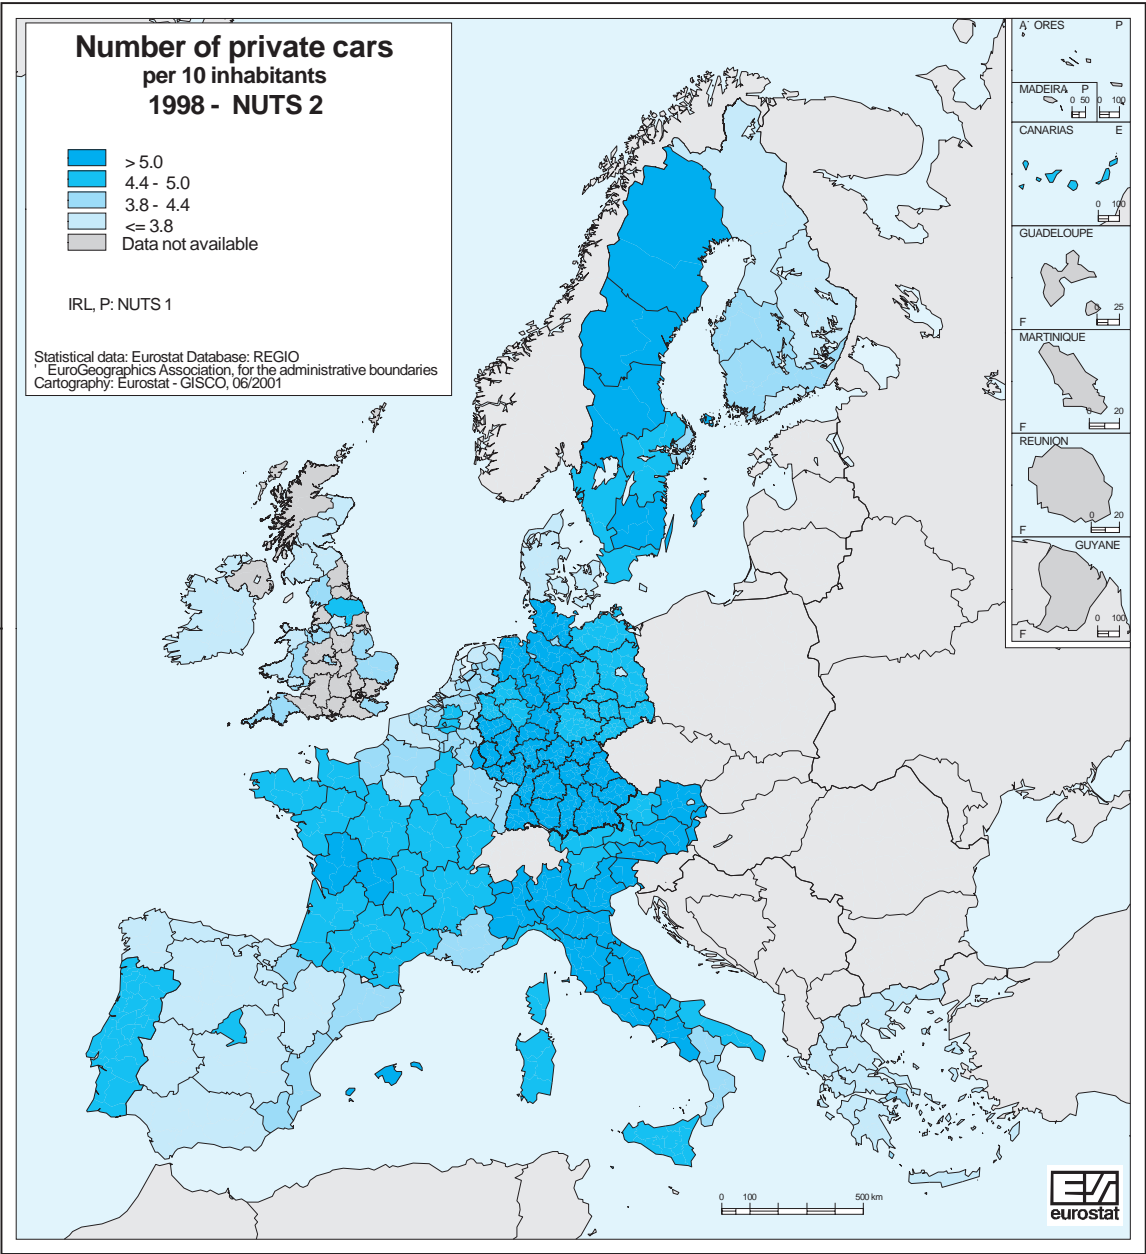 Number of private cars
per 10 inhabitants
1998 - NUTS 2
> 5.0
4.4 - 5.0
3.8 - 4.4
<= 3.8
Data not available
IRL, P: NUTS 1
Statistical data: Eurostat Database: REGIO
' EuroGeographics Association, for the administrative boundaries
Cartography: Eurostat - GISCO, 06/2001
A' ORES P
MADEIRA P
0 50 0 100
CANARIAS E
0 100
GUADELOUPE
0 25
F
MARTINIQUE
0 20
F
REUNION
0 20
F
GUYANE
0 100
F
0 100 500 km
eurostat